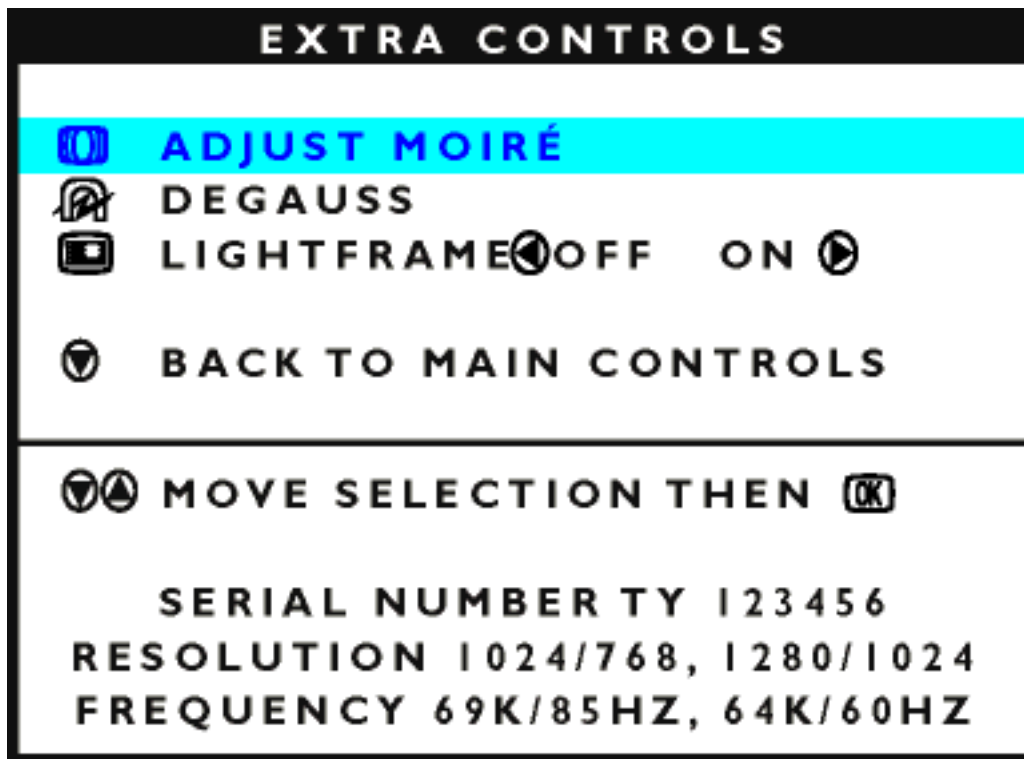 EXTRA CONTROLS
ADJUST MOIRÉ
DEGAUSS
LIGHTFRAME OFF ON
BACK TO MAIN CONTROLS
MOVE SELECTION THEN OK
SERIAL NUMBER TY 123456
RESOLUTION 1024/768, 1280/1024
FREQUENCY 69K/85HZ, 64K/60HZ